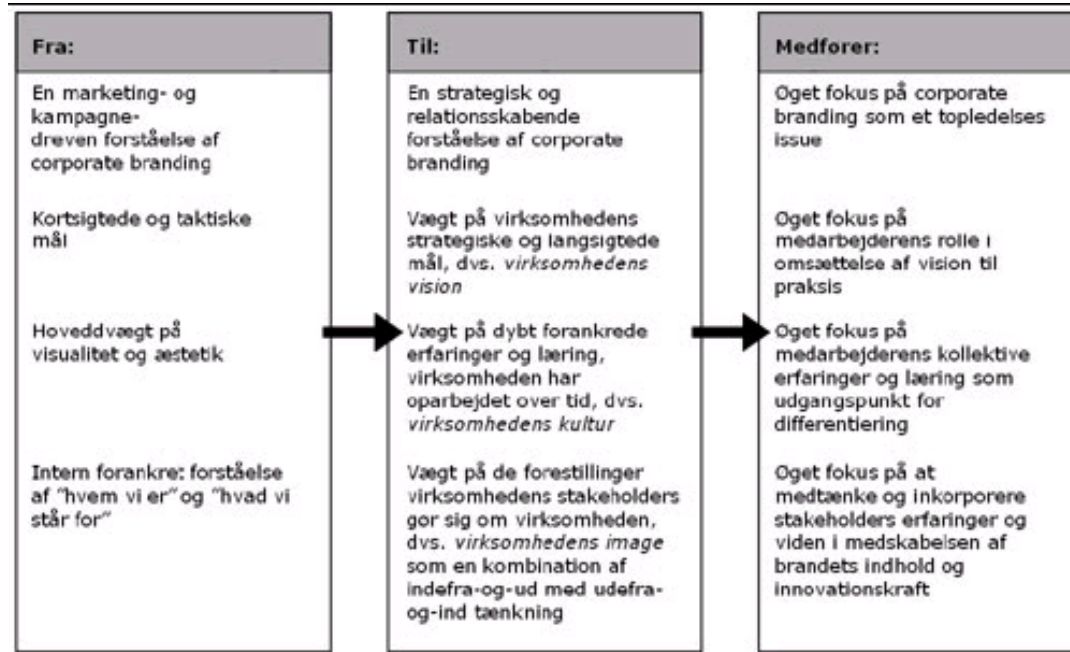 Fra:
En marketing- og
kampagne-
dreven forståelse af
corporate branding
Kortsigtede og taktiske
mål
Hoveddvægt på
visualitet og æstetik
Intern forankret forståelse
af "hvem vi er" og "hvad vi
står for"
Til:
En strategisk og
relationsskabende
forståelse af corporate
branding
Vægt på virksomhedens
strategiske og langsigtede
mål, dvs. virksomhedens
vision
Vægt på dybt forankrede
erfaringer og læring,
virksomheden har
oparbejdet over tid, dvs.
virksomhedens kultur
Vægt på de forestillinger
virksomhedens stakeholders
gør sig om virksomheden,
dvs. virksomhedens image
som en kombination af
indefra-og-ud med udefra-
og-ind tænkning
Medfører:
Øget fokus på corporate
branding som et topledelses
issue
Øget fokus på
medarbejderens rolle i
omsættelse af vision til
praksis
Øget fokus på
medarbejderens kollektive
erfaringer og læring som
udgangspunkt for
differentiering
Øget fokus på at
medtænke og inkorporere
stakeholders erfaringer og
viden i medskabelsen af
brandets indhold og
innovationskraft